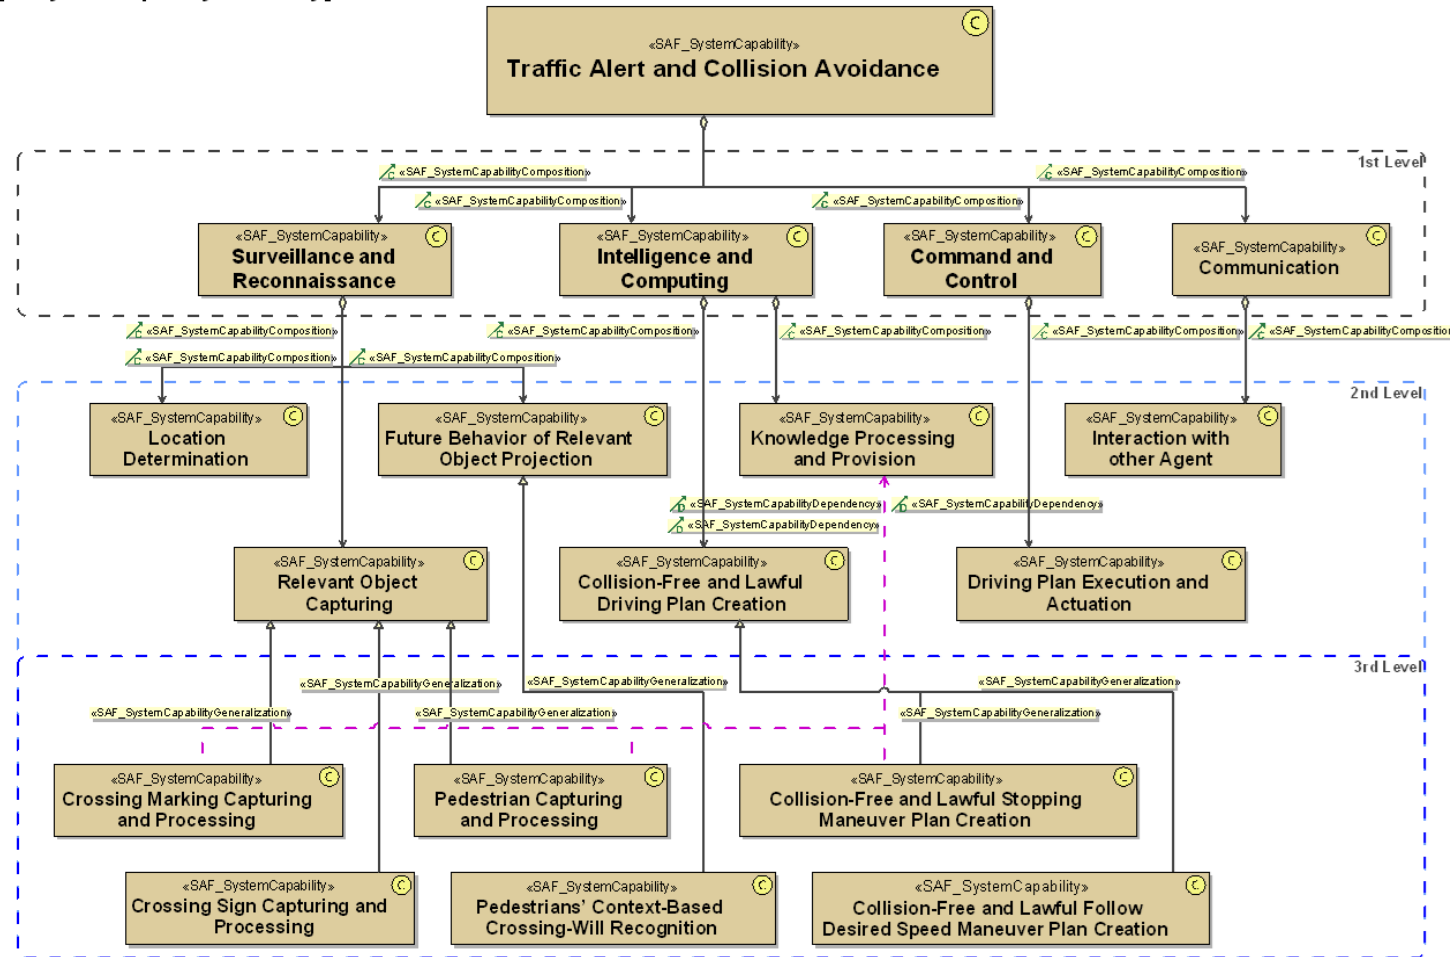 «SAF_SystemCapability»
Traffic Alert and Collision Avoidance
C
1st Level
«SAF_SystemCapabilityComposition»
«SAF_SystemCapabilityComposition»
«SAF_SystemCapabilityComposition»
«SAF_SystemCapabilityComposition»
«SAF_SystemCapability»
Surveillance and
Reconnaissance
C
«SAF_SystemCapability»
Intelligence and
Computing
C
«SAF_SystemCapability»
Command and
Control
C
«SAF_SystemCapability»
Communication
C
«SAF_SystemCapabilityComposition»
«SAF_SystemCapabilityComposition»
«SAF_SystemCapabilityComposition»
«SAF_SystemCapabilityComposition»
«SAF_SystemCapabilityComposition
«SAF_SystemCapabilityComposition»
«SAF_SystemCapabilityComposition»
2nd Level
«SAF_SystemCapability»
Location
Determination
C
«SAF_SystemCapability»
Future Behavior of Relevant
Object Projection
C
«SAF_SystemCapability»
Knowledge Processing
and Provision
C
«SAF_SystemCapability»
Interaction with
other Agent
C
«SAF_SystemCapabilityDependency»
«SAF_SystemCapabilityDependency»
«SAF_SystemCapabilityDependency»
«SAF_SystemCapability»
Relevant Object
Capturing
C
«SAF_SystemCapability»
Collision-Free and Lawful
Driving Plan Creation
C
«SAF_SystemCapability»
Driving Plan Execution and
Actuation
C
3rd Level
«SAF_SystemCapabilityGeneralization»
«SAF_SystemCapabilityGeneralization»
«SAF_SystemCapabilityGeneralization»
«SAF_SystemCapabilityGeneralization»
«SAF_SystemCapabilityGeneralization»
«SAF_SystemCapabilityGeneralization»
«SAF_SystemCapability»
Crossing Marking Capturing
and Processing
C
«SAF_SystemCapability»
Pedestrian Capturing
and Processing
C
«SAF_SystemCapability»
Collision-Free and Lawful Stopping
Maneuver Plan Creation
C
«SAF_SystemCapability»
Crossing Sign Capturing and
Processing
C
«SAF_SystemCapability»
Pedestrians' Context-Based
Crossing-Will Recognition
C
«SAF_SystemCapability»
Collision-Free and Lawful Follow
Desired Speed Maneuver Plan Creation
C